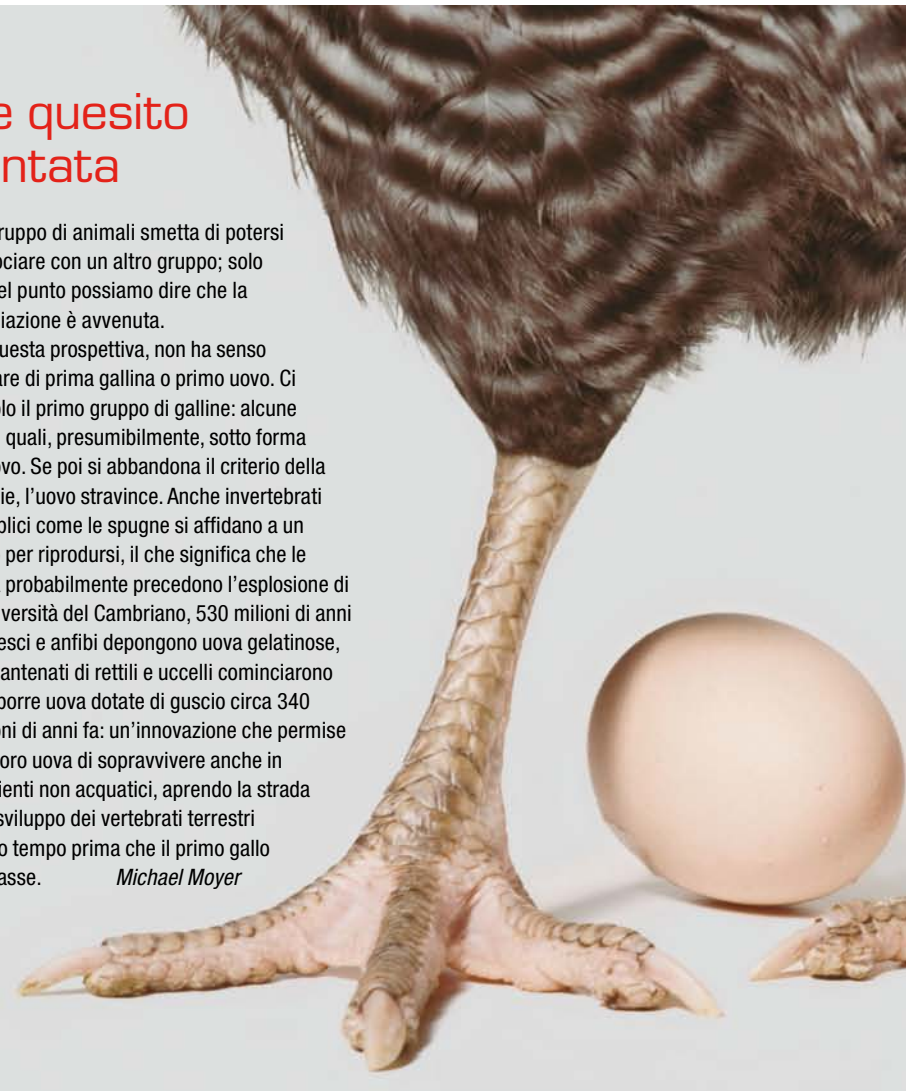 e quesito
ntata
ruppo di animali smetta di potersi
ociare con un altro gruppo; solo
el punto possiamo dire che la
iazione è avvenuta.
uesta prospettiva, non ha senso
are di prima gallina o primo uovo. Ci
olo il primo gruppo di galline: alcune
quali, presumibilmente, sotto forma
ovo. Se poi si abbandona il criterio della
ie, l'uovo stravince. Anche invertebrati
plici come le spugne si affidano a un
per riprodursi, il che significa che le
probabilmente precedono l'esplosione di
versità del Cambriano, 530 milioni di anni
esci e anfibi depongono uova gelatinose,
antenati di rettili e uccelli cominciarono
porre uova dotate di guscio circa 340
oni di anni fa: un'innovazione che permise
oro uova di sopravvivere anche in
ienti non acquatici, aprendo la strada
sviluppo dei vertebrati terrestri
o tempo prima che il primo gallo
asse. Michael Moyer